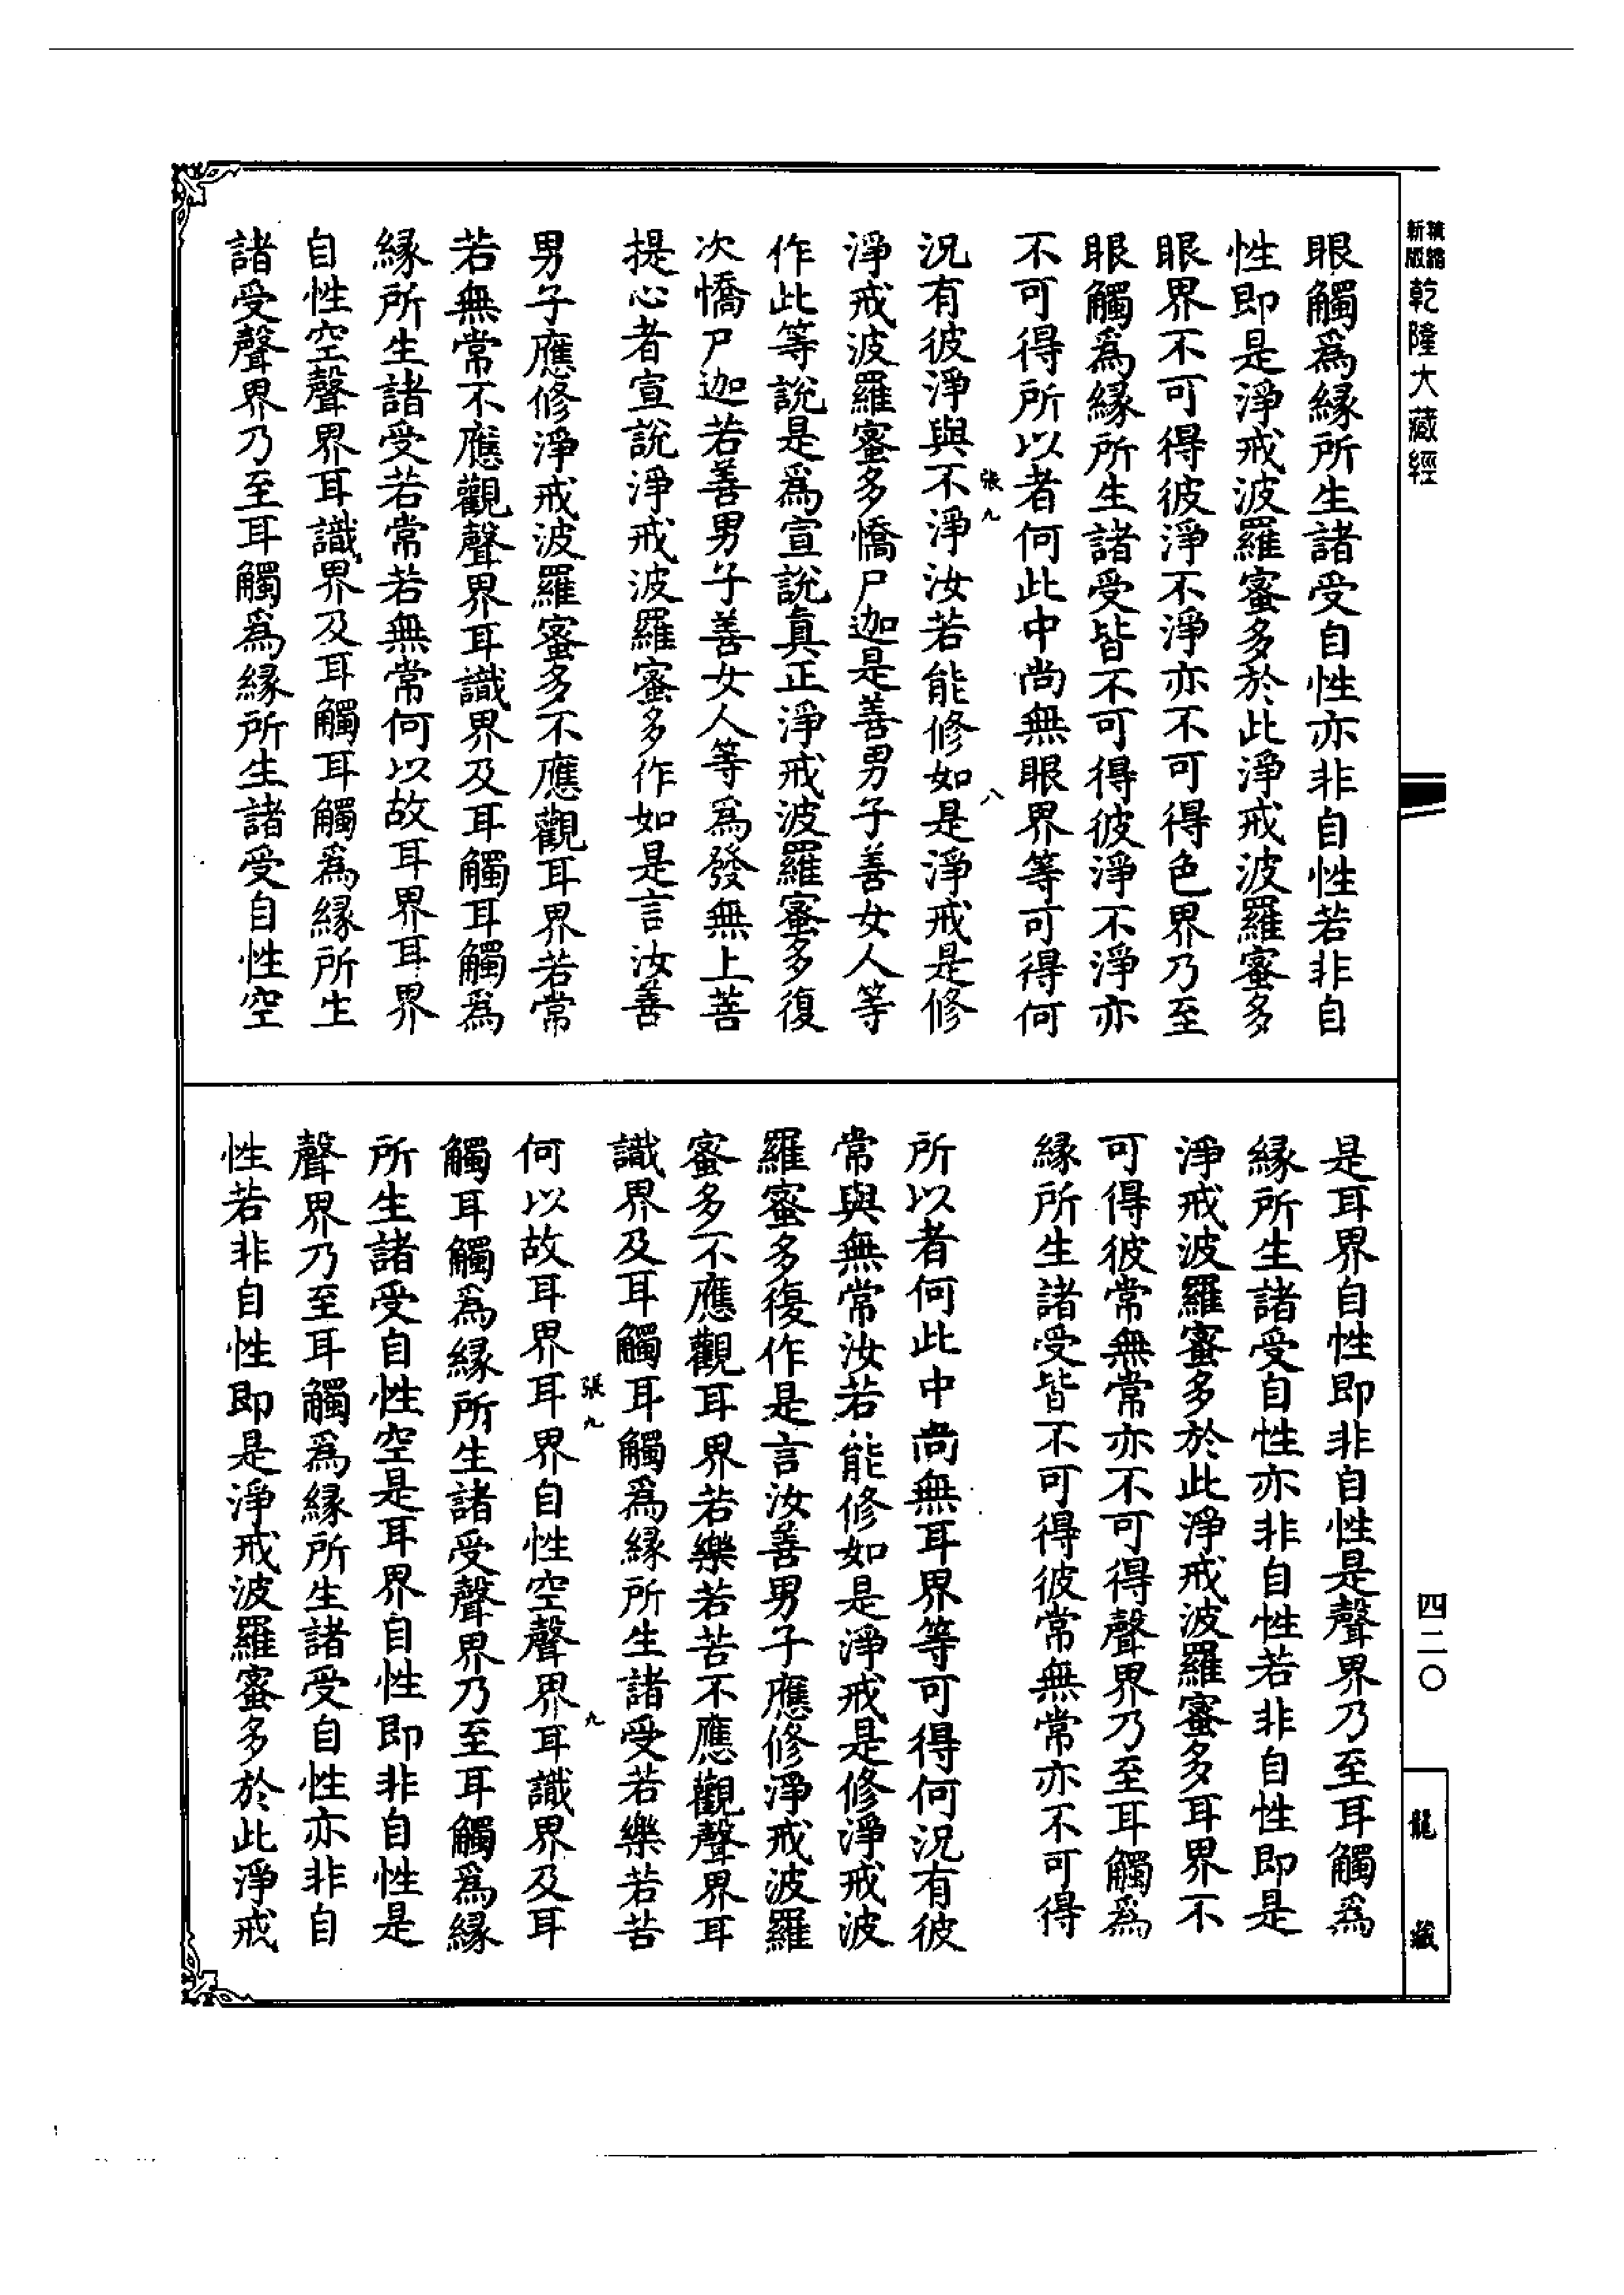 新版精縮乾隆大藏經
四二〇
龍藏
眼觸爲緣所生諸受自性亦非自性若非自
性即是淨戒波羅蜜多於此淨戒波羅蜜多
眼界不可得彼淨不淨亦不可得色界乃至
眼觸爲緣所生諸受皆不可得彼淨不淨亦
不可得所以者何此中尚無眼界等可得何
張九
八
況有彼淨與不淨汝若能修如是淨戒是修
淨戒波羅蜜多憍尸迦是善男子善女人等
作此等說是爲宣說真正淨戒波羅蜜多復
次憍尸迦若善男子善女人等爲發無上菩
提心者宣說淨戒波羅蜜多作如是言汝善
男子應修淨戒波羅蜜多不應觀耳界若常
若無常不應觀聲界耳識界及耳觸耳觸爲
緣所生諸受若常若無常何以故耳界耳界
自性空聲界耳識界及耳觸耳觸爲緣所生
諸受聲界乃至耳觸爲緣所生諸受自性空
是耳界自性即非自性是聲界乃至耳觸爲
緣所生諸受自性亦非自性若非自性即是
淨戒波羅蜜多於此淨戒波羅蜜多耳界不
可得彼常無常亦不可得聲界乃至耳觸爲
緣所生諸受皆不可得彼常無常亦不可得
所以者何此中尚無耳界等可得何況有彼
常與無常汝若能修如是淨戒是修淨戒波
羅蜜多復作是言汝善男子應修淨戒波羅
蜜多不應觀耳界若樂若苦不應觀聲界耳
識界及耳觸耳觸爲緣所生諸受若樂若苦
張九
九
何以故耳界耳界自性空聲界耳識界及耳
觸耳觸爲緣所生諸受聲界乃至耳觸爲緣
所生諸受自性空是耳界自性即非自性是
聲界乃至耳觸爲緣所生諸受自性亦非自
性若非自性即是淨戒波羅蜜多於此淨戒